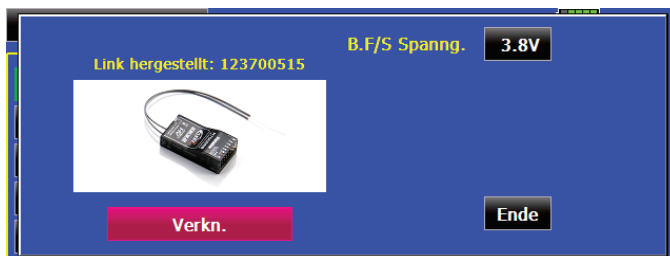 B.F/S Spanng. 3.8V
Link hergestellt: 123700515
Verkn.
Ende